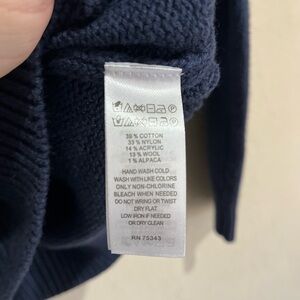 39 % COTTON
33 % NYLON
14 % ACRYLIC
13 % WOOL
1 % ALPACA
HAND WASH COLD
WASH WITH LIKE COLORS
ONLY NON-CHLORINE
BLEACH WHEN NEEDED
DO NOT WRING OR TWIST
DRY FLAT
LOW IRON IF NEEDED
OR DRY CLEAN
RN 75343